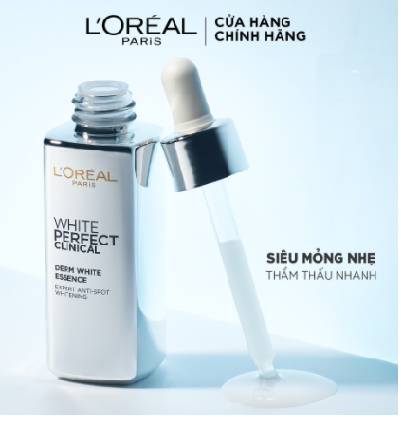 L'ORÉAL
PARIS
CỬA HÀNG
CHÍNH HÃNG
L'ORÉAL
PARIS
WHITE
PERFECT
CLINICAL
DERM WHITE
ESSENCE
EXPERT ANTI-SPOT
WHITENING
SIÊU MỎNG NHẸ
THẨM THẤU NHANH